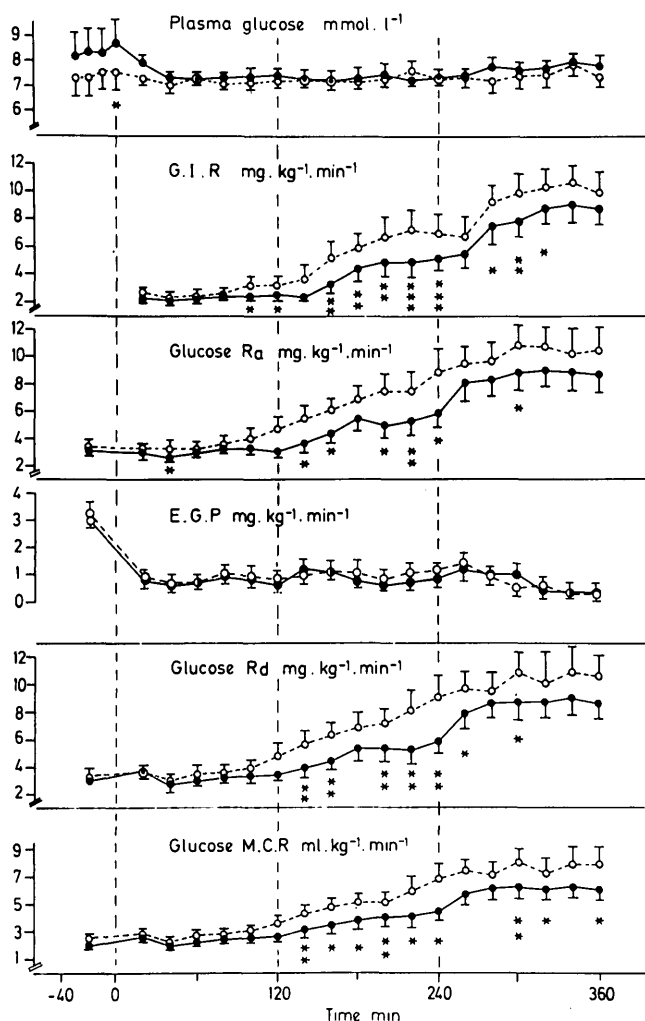 Plasma glucose mmol. l⁻¹
9
8
7
6
*
G.I.R mg.kg⁻¹.min⁻¹
12
10
8
6
4
2
* * * * * * * * * * * * * * * * * * *
Glucose Ra mg.kg⁻¹.min⁻¹
12
10
8
6
4
2
* * * * * * * *
E.G.P mg.kg⁻¹.min⁻¹
4
3
2
1
0
Glucose Rd mg.kg⁻¹.min⁻¹
10
8
6
4
2
* * * * * * * * * * * *
Glucose M.C.R ml.kg⁻¹.min⁻¹
9
7
5
3
1
* * * * * * * * * * * * *
-40 0 120 240 360
Time min